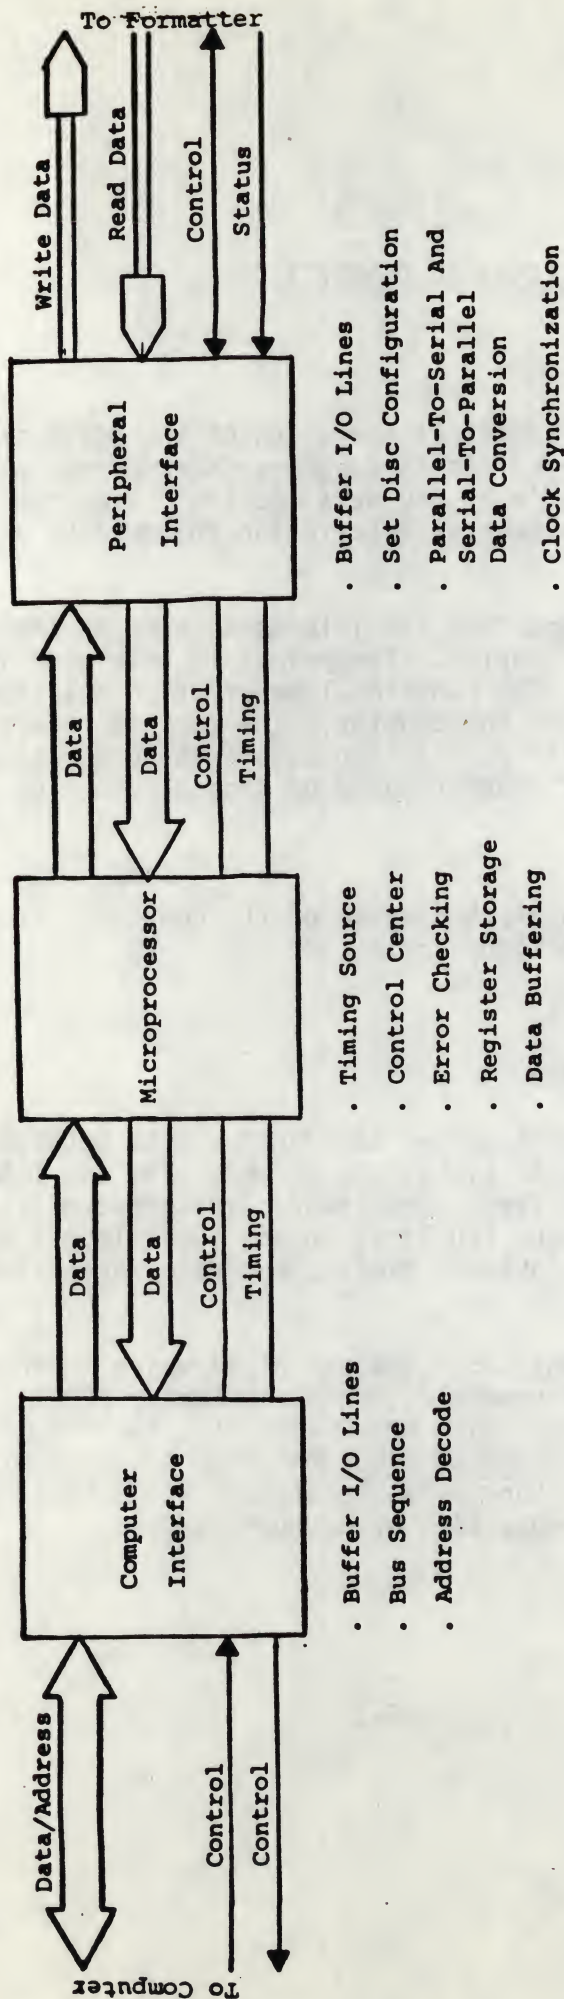 To Computer
Data/Address
Control
Control
Computer
Interface
. Buffer I/O Lines
. Bus Sequence
. Address Decode
Data
Data
Control
Timing
Microprocessor
. Timing Source
. Control Center
. Error Checking
. Register Storage
. Data Buffering
Data
Data
Control
Timing
Peripheral
Interface
. Buffer I/O Lines
. Set Disc Configuration
. Parallel-To-Serial And
Serial-To-Parallel
Data Conversion
. Clock Synchronization
Write Data
Read Data
Control
Status
To Formatter